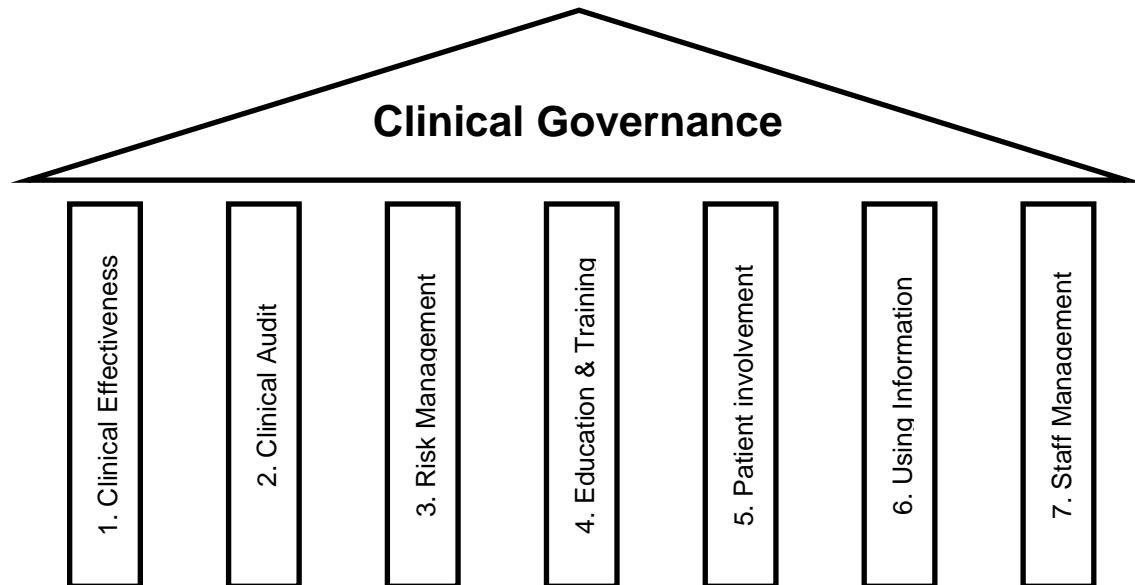 Clinical Governance
1. Clinical Effectiveness
2. Clinical Audit
3. Risk Management
4. Education & Training
5. Patient involvement
6. Using Information
7. Staff Management